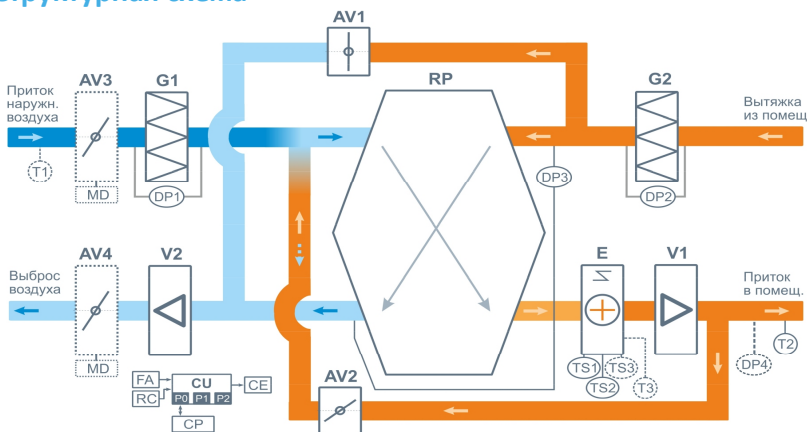 Структурная схема
AV1
AV3
G1
RP
G2
Приток
наружн.
воздуха
Вытяжка
из помещ
T1
MD
DP1
DP3
DP2
AV4
V2
E
V1
Выброс
воздуха
Приток
в помещ.
MD
TS1
TS3
TS2
T3
DP4
T2
FA
RC
CU
P0 P1 P2
CE
CP
AV2